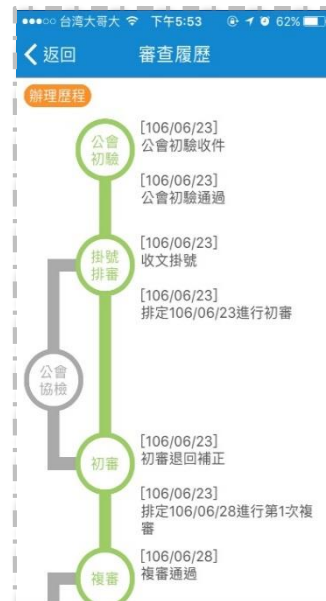 ●●●○○ 台湾大哥大 下午5:53 62%
返回 審查履歷
辦理歷程
公會
初驗
[106/06/23]
公會初驗收件
[106/06/23]
公會初驗通過
掛號
排審
[106/06/23]
收文掛號
[106/06/23]
排定106/06/23進行初審
公會
協檢
初審
[106/06/23]
初審退回補正
[106/06/23]
排定106/06/28進行第1次複
審
複審
[106/06/28]
複審通過